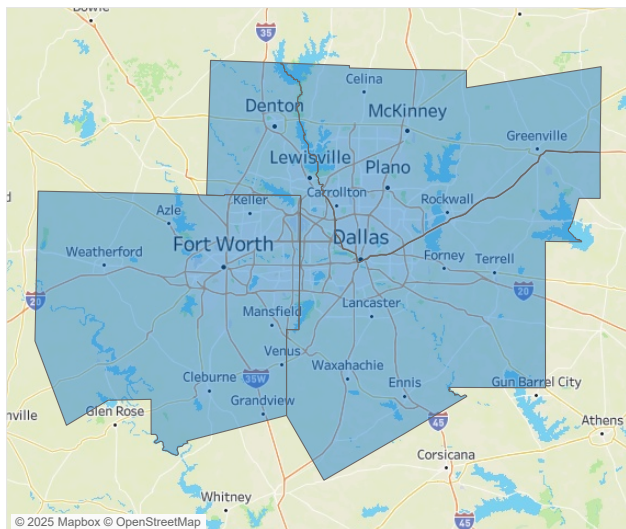 Bowie
35
Celina
Denton
McKinney
Greenville
Lewisville
Plano
Carrollton
Keller
Rockwall
Azle
Fort Worth
Dallas
Weatherford
Forney
Terrell
20
20
Lancaster
Mansfield
Venus
Waxahachie
35W
Cleburne
Ennis
Gun Barrel City
Grandview
nville
Glen Rose
45
Athens
Corsicana
Whitney
45
© 2025 Mapbox © OpenStreetMap